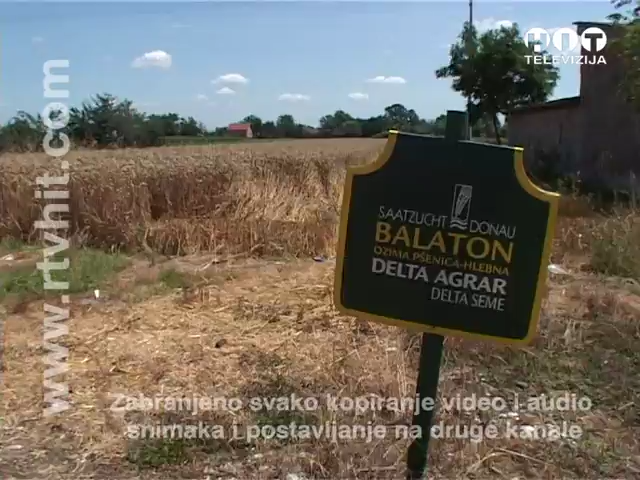 HIT
TELEVIZIJA
www.rtvhit.com
SAATZUCHT DONAU
BALATON
OZIMA PŠENICA-HLEBNA
DELTA AGRAR
DELTA SEME
Zabranjeno svako kopiranje video i audio
snimaka i postavljanje na druge kanale